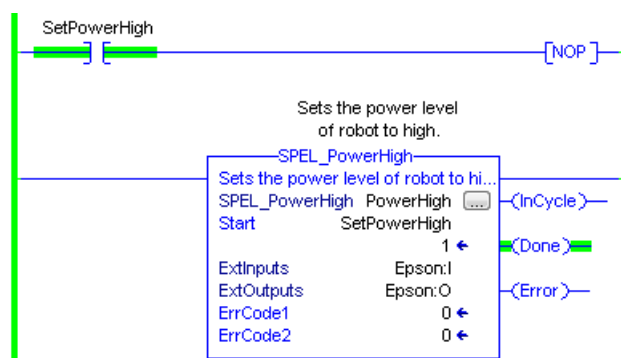 SetPowerHigh
[NOP]
Sets the power level
of robot to high.
SPEL_PowerHigh
Sets the power level of robot to hi...
SPEL_PowerHigh PowerHigh ... (InCycle)
Start SetPowerHigh
1 (Done)
ExtInputs Epson:I
ExtOutputs Epson:O (Error)
ErrCode1 0
ErrCode2 0